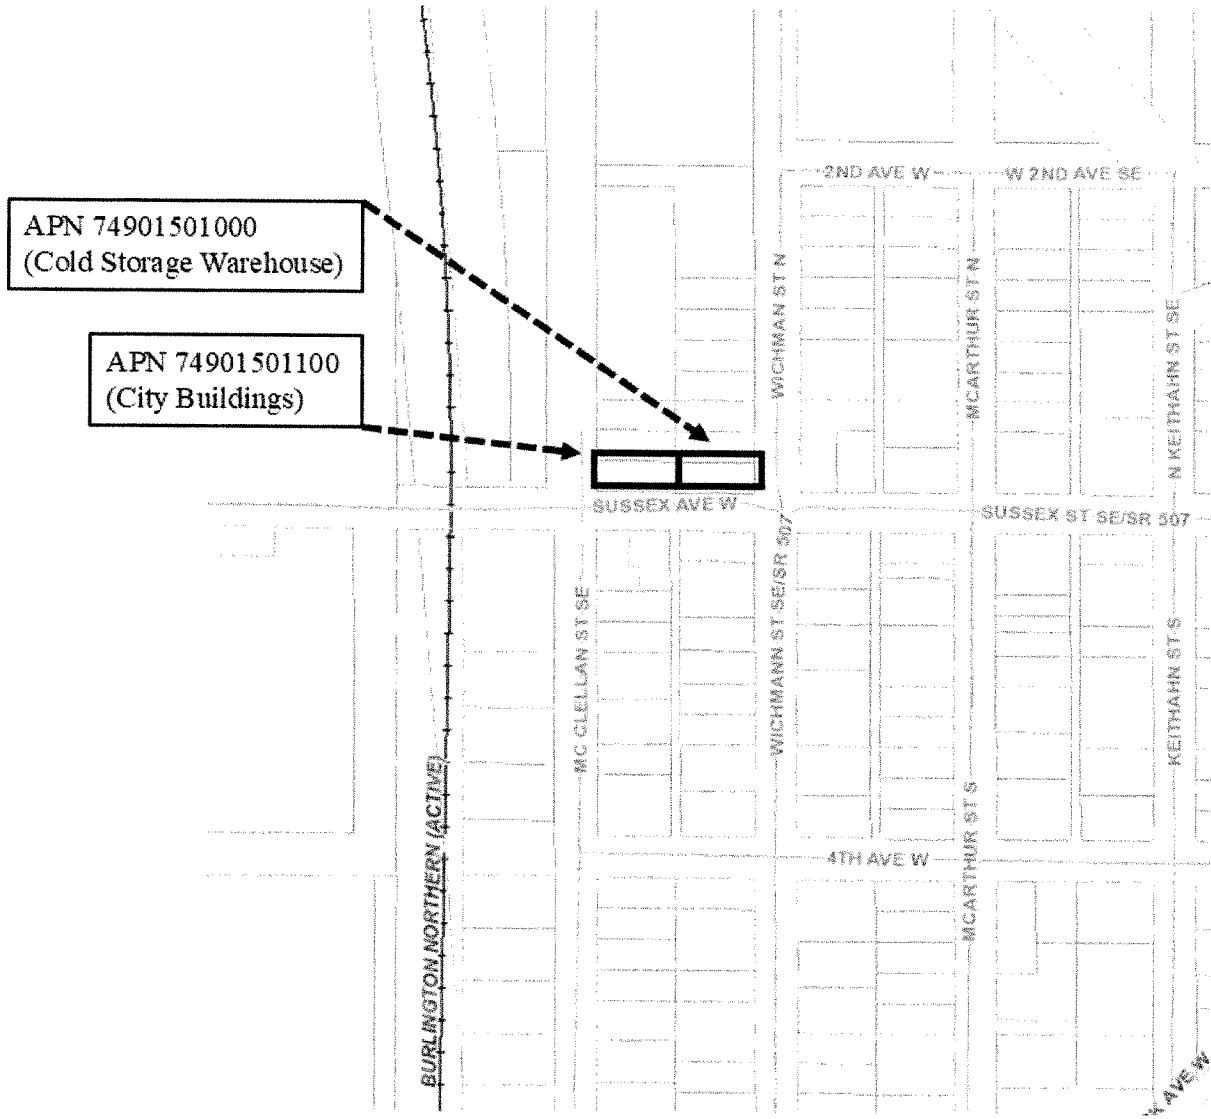 2ND AVE W
W 2ND AVE SE
APN 74901501000
(Cold Storage Warehouse)
WICHMAN ST N
MCARTHUR ST N
N KEITHAHN ST SE
APN 74901501100
(City Buildings)
SUSSEX AVE W
SUSSEX ST SE/SR 507
MC CLELLAN ST SE
WICHMANN ST SE/SR 507
KEITHAHN ST S
BURLINGTON NORTHERN (ACTIVE)
MCARTHUR ST S
4TH AVE W
AVE W